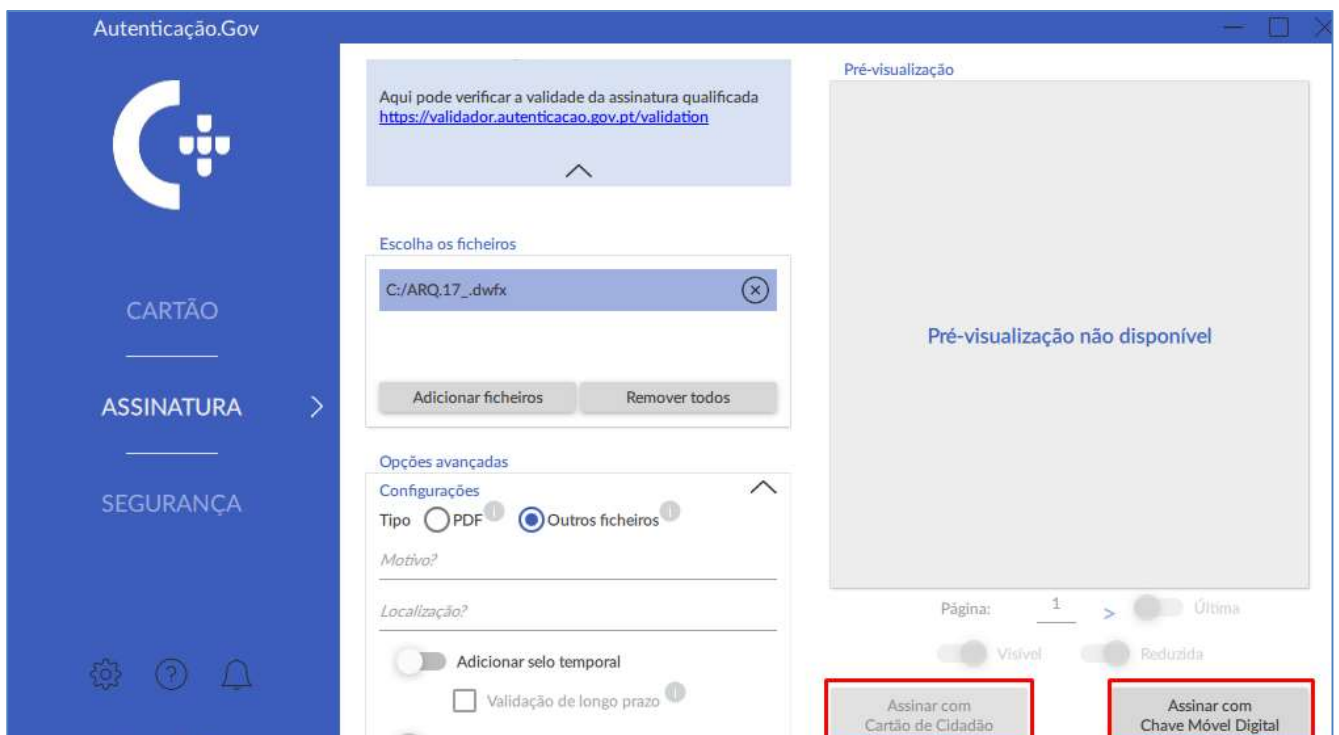 Autenticação.Gov
CARTÃO
ASSINATURA
SEGURANÇA
Aqui pode verificar a validade da assinatura qualificada
https://validador.autenticacao.gov.pt/validation
Escolha os ficheiros
C:/ARQ.17_.dwfx
Adicionar ficheiros
Remover todos
Opções avançadas
Configurações
Tipo PDF Outros ficheiros
Motivo?
Localização?
Adicionar selo temporal
Validação de longo prazo
Pré-visualização
Pré-visualização não disponível
Página: 1 > Última
Visível Reduzida
Assinar com
Cartão de Cidadão
Assinar com
Chave Móvel Digital